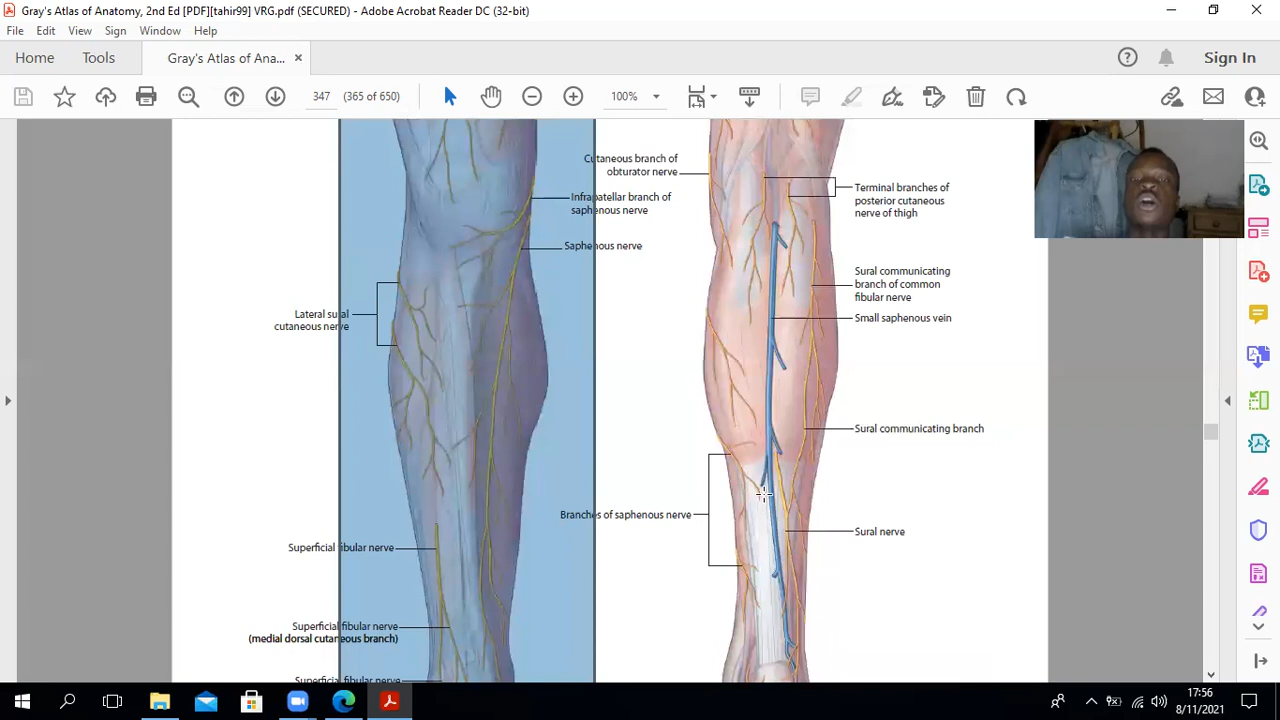 Gray's Atlas of Anatomy, 2nd Ed [PDF][tahir99] VRG.pdf (SECURED) - Adobe Acrobat Reader DC (32-bit)
File Edit View Sign Window Help
Home Tools Gray's Atlas of Ana...
Sign In
347 (365 of 650)
100%
Cutaneous branch of
obturator nerve
Infrapatellar branch of
saphenous nerve
Saphenous nerve
Lateral sural
cutaneous nerve
Superficial fibular nerve
Superficial fibular nerve
(medial dorsal cutaneous branch)
Superficial fibular nerve
Terminal branches of
posterior cutaneous
nerve of thigh
Sural communicating
branch of common
fibular nerve
Small saphenous vein
Sural communicating branch
Branches of saphenous nerve
Sural nerve
17:56
8/11/2021